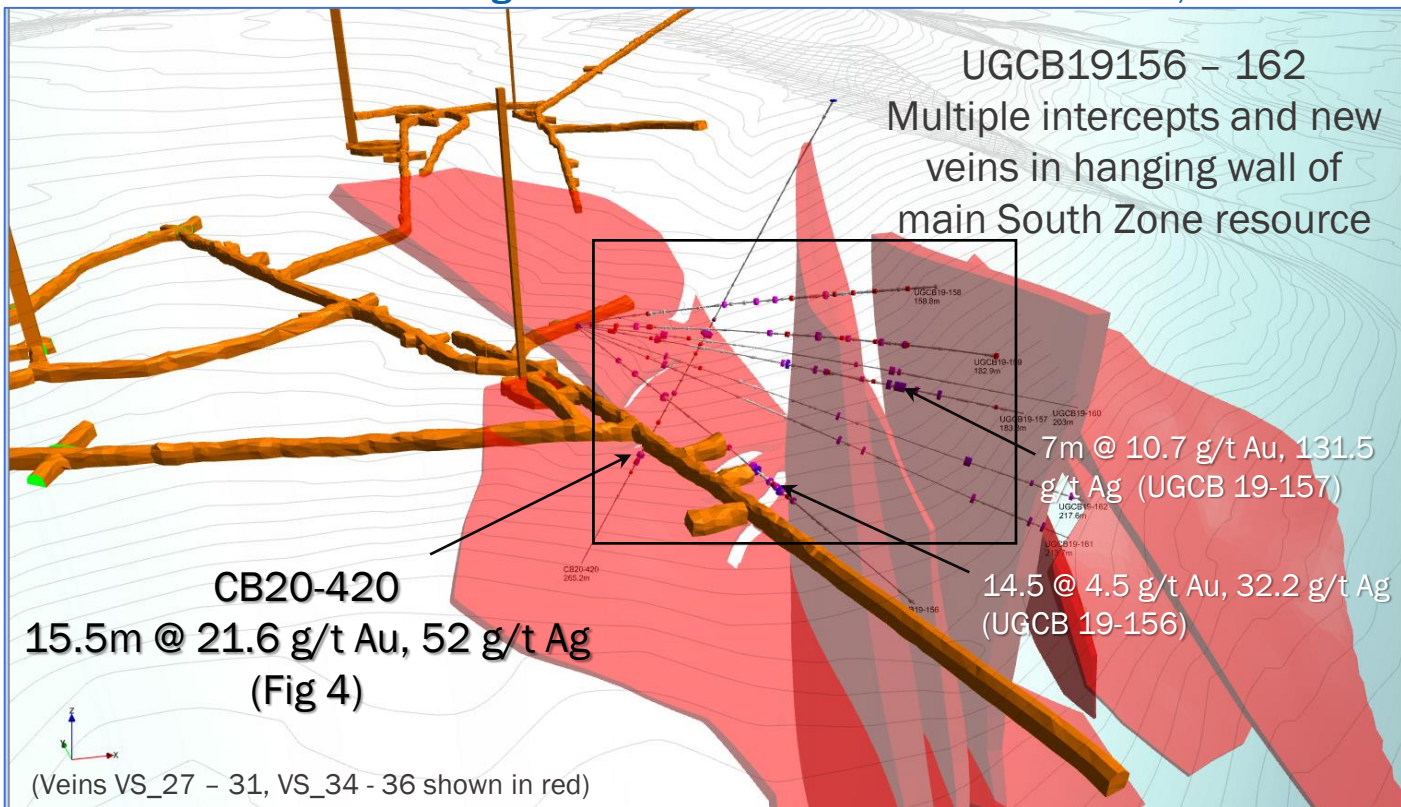 UGCB19156 – 162
Multiple intercepts and new
veins in hanging wall of
main South Zone resource
UGCB19-158
158.8m
UGCB19-159
182.9m
UGCB19-160
203m
UGCB19-157
7m @ 10.7 g/t Au, 131.5
g/t Ag (UGCB 19-157)
UGCB19-162
217.6m
UGCB19-161
14.5 @ 4.5 g/t Au, 32.2 g/t Ag
(UGCB 19-156)
CB20-420
265.2m
CB20-420
15.5m @ 21.6 g/t Au, 52 g/t Ag
(Fig 4)
Z
Y
X
(Veins VS_27 – 31, VS_34 - 36 shown in red)